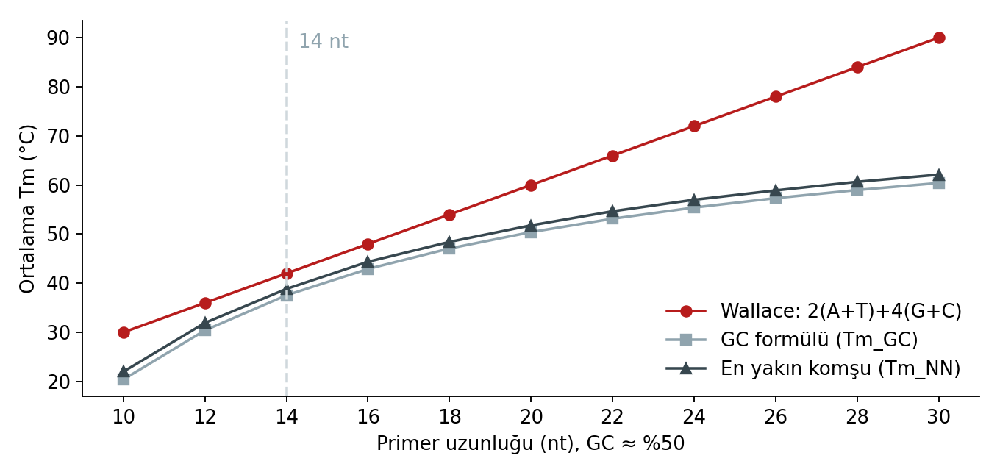 14 nt
90
80
70
60
50
40
30
20
Ortalama Tm (°C)
Wallace: 2(A+T)+4(G+C)
GC formülü (Tm_GC)
En yakın komşu (Tm_NN)
10 12 14 16 18 20 22 24 26 28 30
Primer uzunluğu (nt), GC ≈ %50